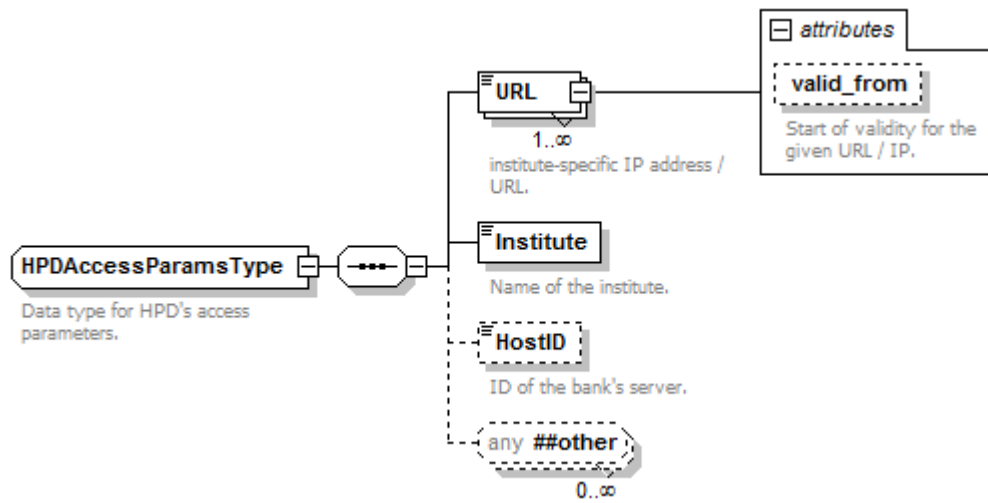 attributes
valid_from
Start of validity for the
given URL / IP.
URL
1..∞
institute-specific IP address /
URL.
HPDAccessParamsType
Data type for HPD's access
parameters.
Institute
Name of the institute.
HostID
ID of the bank's server.
any ##other
0..∞